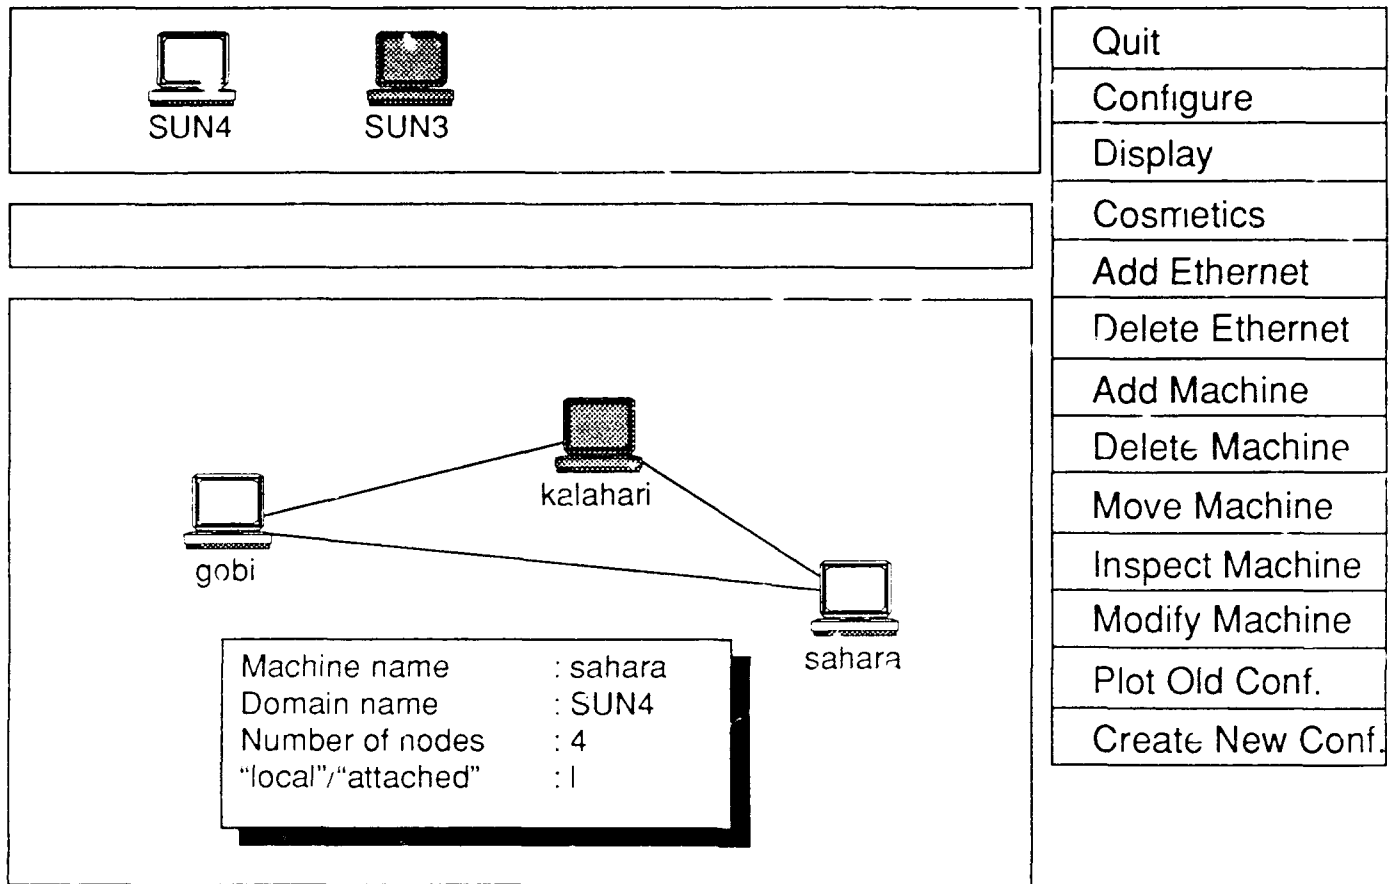 SUN4
SUN3
Quit
Configure
Display
Cosmetics
Add Ethernet
Delete Ethernet
Add Machine
Delete Machine
Move Machine
Inspect Machine
Modify Machine
Plot Old Conf.
Create New Conf.
kalahari
gobi
sahara
Machine name : sahara
Domain name : SUN4
Number of nodes : 4
“local”/“attached” : l